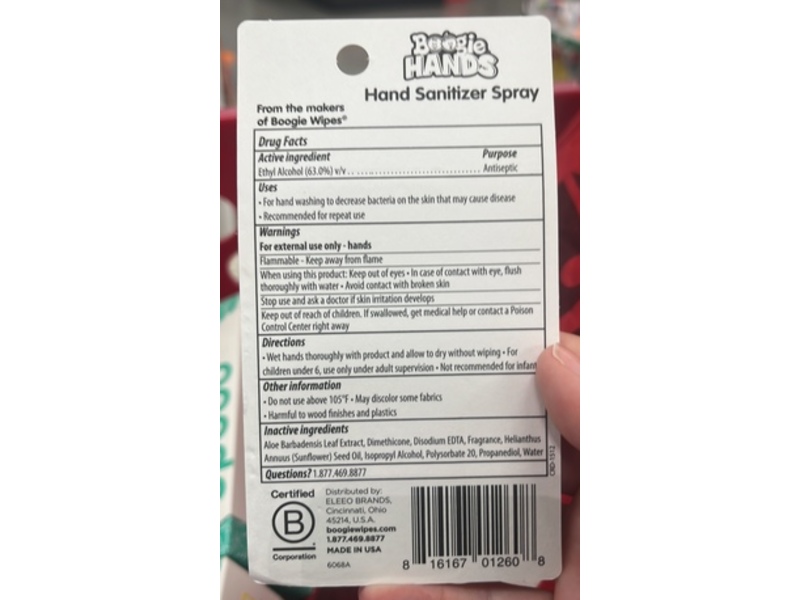 Boogie
HANDS
Hand Sanitizer Spray
From the makers
of Boogie Wipes®
Drug Facts
Active ingredient Purpose
Ethyl Alcohol (63.0%) v/v.................................. Antiseptic
Uses
• For hand washing to decrease bacteria on the skin that may cause disease
• Recommended for repeat use
Warnings
For external use only - hands
Flammable - Keep away from flame
When using this product: Keep out of eyes • In case of contact with eye, flush
thoroughly with water • Avoid contact with broken skin
Stop use and ask a doctor if skin irritation develops
Keep out of reach of children. If swallowed, get medical help or contact a Poison
Control Center right away
Directions
• Wet hands thoroughly with product and allow to dry without wiping • For
children under 6, use only under adult supervision • Not recommended for infan
Other information
• Do not use above 105°F • May discolor some fabrics
• Harmful to wood finishes and plastics
Inactive ingredients
Aloe Barbadensis Leaf Extract, Dimethicone, Disodium EDTA, Fragrance, Helianthus
Annuus (Sunflower) Seed Oil, Isopropyl Alcohol, Polysorbate 20, Propanediol, Water
Questions? 1.877.469.8877
CRD-1512
Certified
B
Corporation
Distributed by:
ELEEO BRANDS,
Cincinnati, Ohio
45214, U.S.A.
boogiewipes.com
1.877.469.8877
MADE IN USA
6068A
8 16167 01260 8